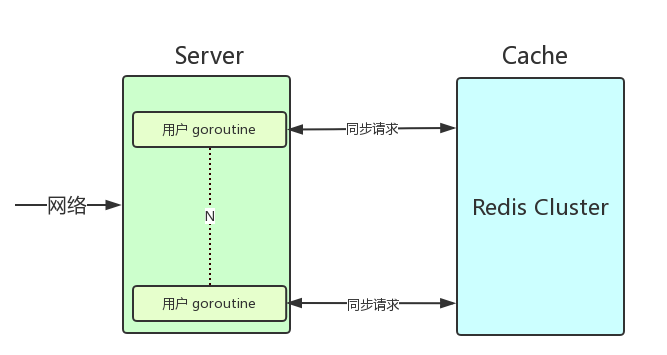 Server
Cache
用户 goroutine
同步请求
网络
N
Redis Cluster
用户 goroutine
同步请求